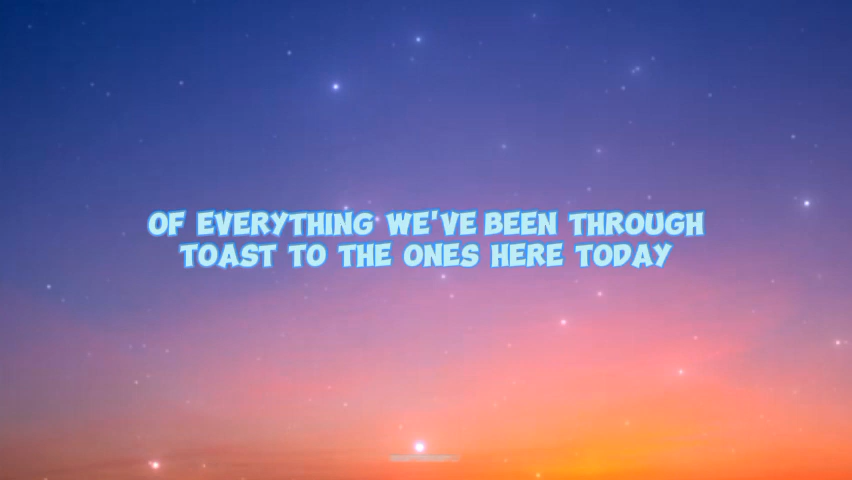 OF EVERYTHING WE'VE BEEN THROUGH
TOAST TO THE ONES HERE TODAY